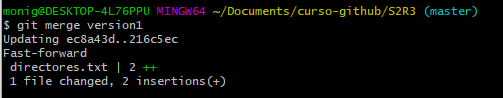 monig@DESKTOP-4L76PPU MINGW64 ~/Documents/curso-github/S2R3 (master)
$ git merge version1
Updating ec8a43d..216c5ec
Fast-forward
 directores.txt | 2 ++
 1 file changed, 2 insertions(+)